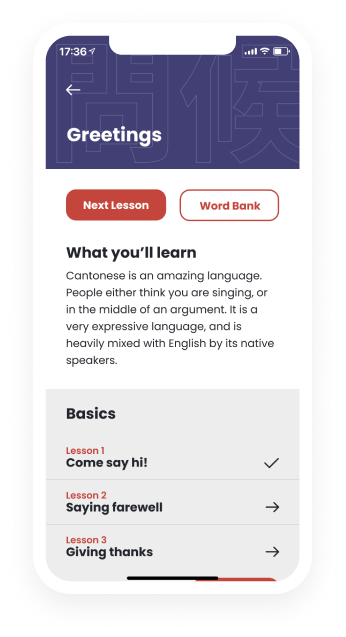 17:36
問候
Greetings
Next Lesson
Word Bank
What you’ll learn
Cantonese is an amazing language.
People either think you are singing, or
in the middle of an argument. It is a
very expressive language, and is
heavily mixed with English by its native
speakers.
Basics
Lesson 1
Come say hi!
Lesson 2
Saying farewell
Lesson 3
Giving thanks